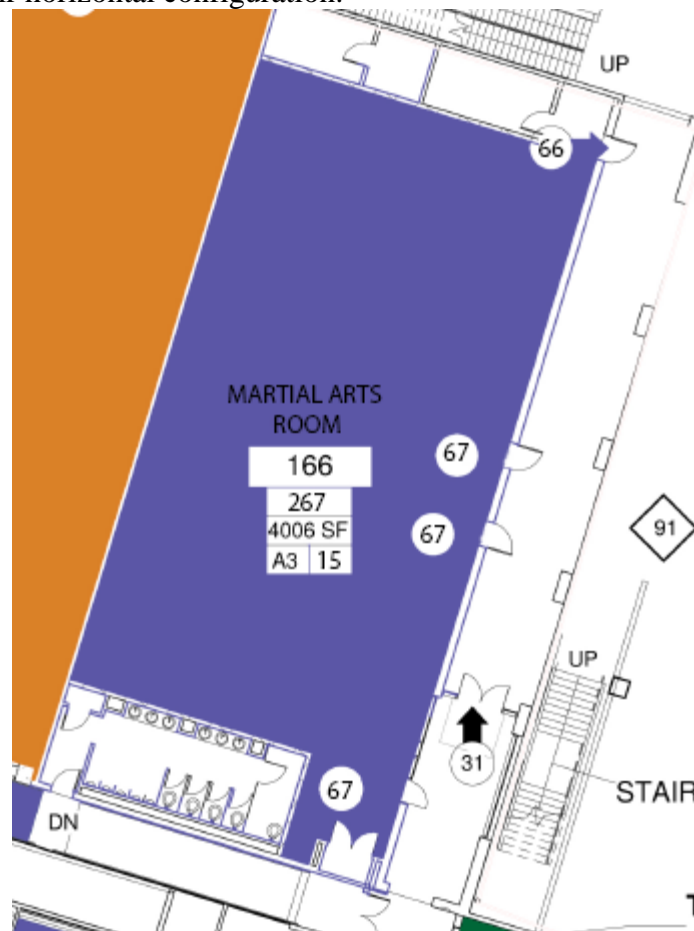 UP
66
MARTIAL ARTS
ROOM
166
267
4006 SF
A3 15
67
67
91
UP
31
67
STAIR
DN